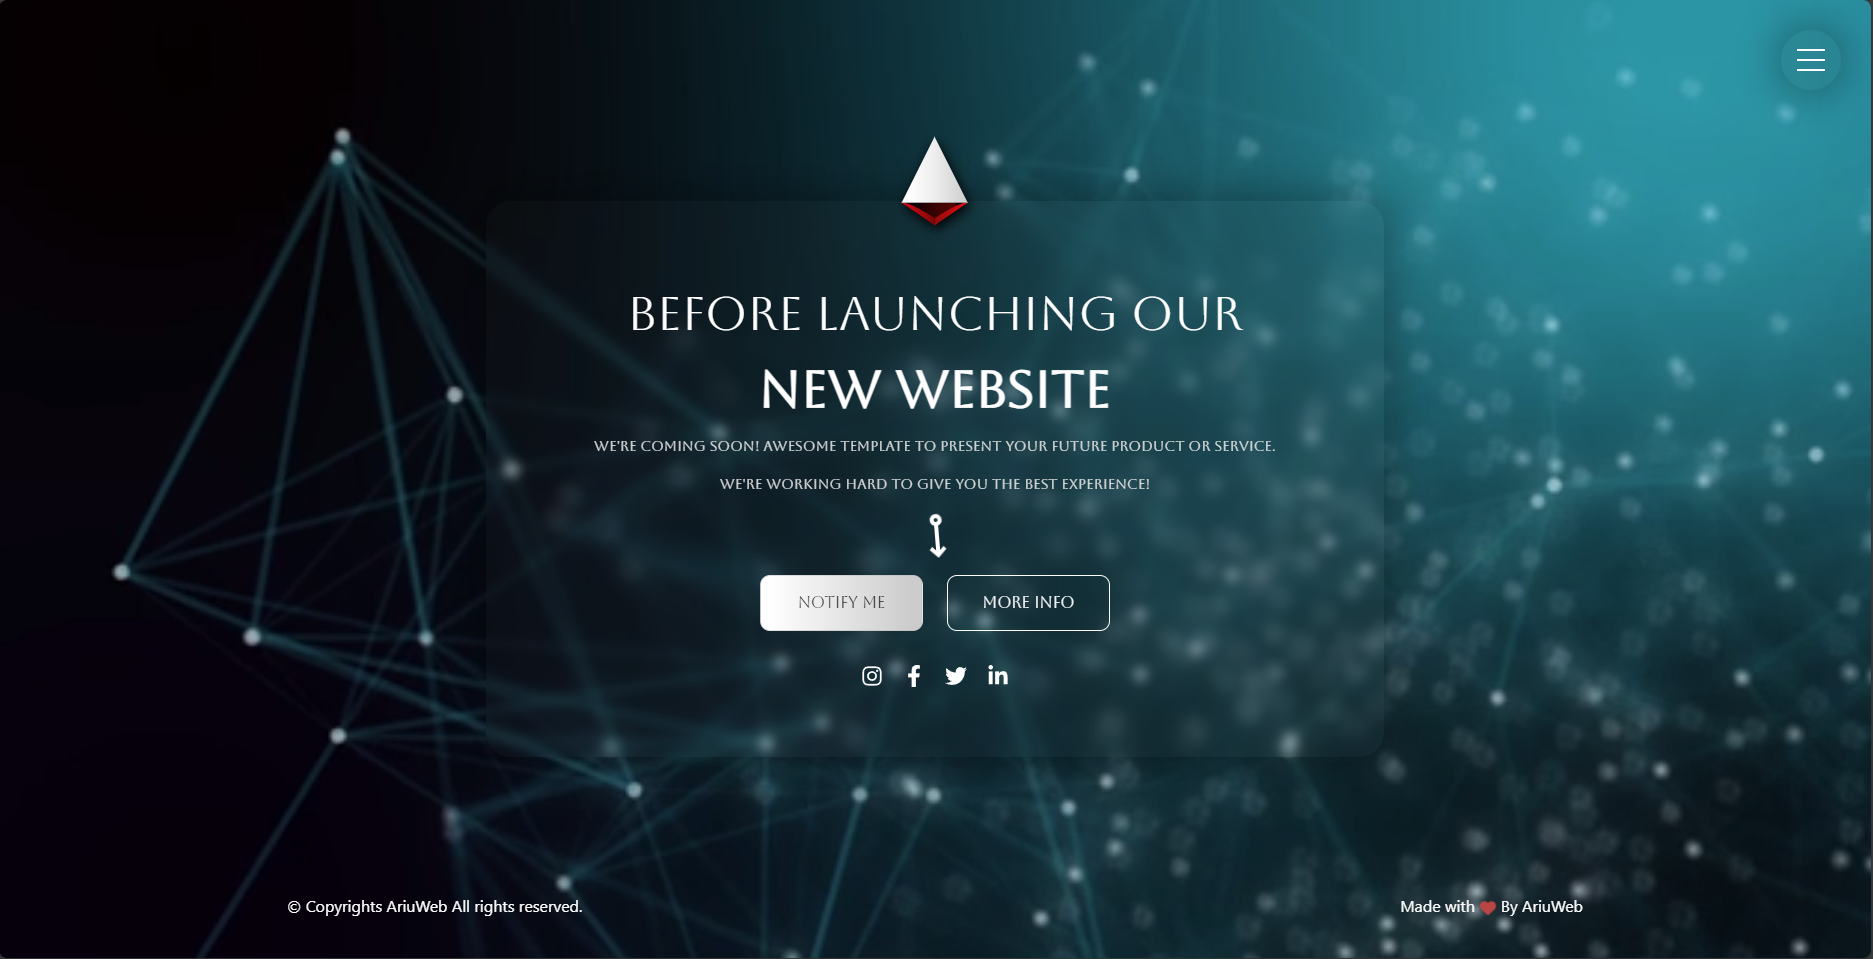 BEFORE LAUNCHING OUR
NEW WEBSITE
WE'RE COMING SOON! AWESOME TEMPLATE TO PRESENT YOUR FUTURE PRODUCT OR SERVICE.
WE'RE WORKING HARD TO GIVE YOU THE BEST EXPERIENCE!
NOTIFY ME
MORE INFO
© Copyrights AriuWeb All rights reserved.
Made with ❤ By AriuWeb